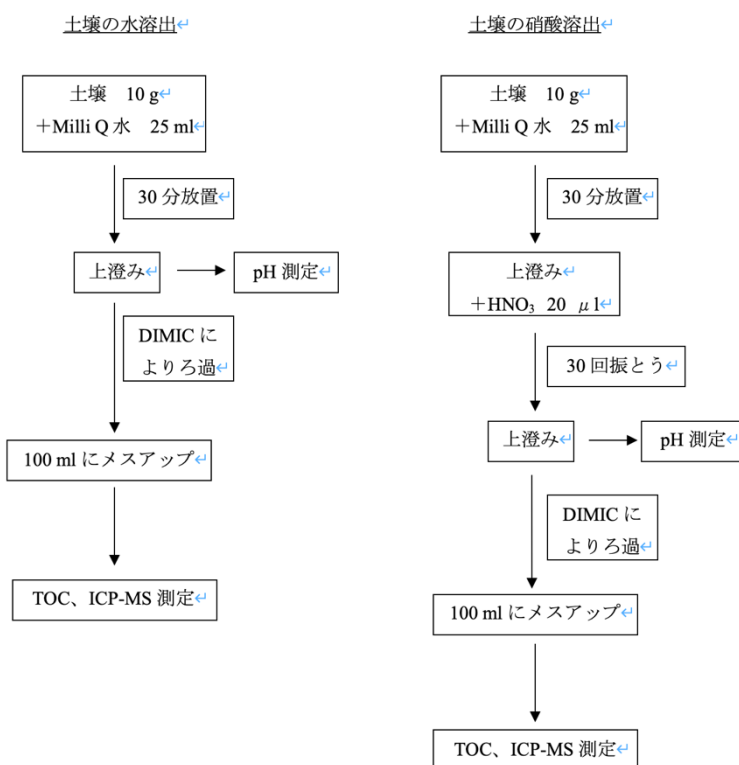 土壌の水溶出
土壌　10 g
＋Milli Q 水　25 ml
30 分放置
上澄み
pH 測定
DIMIC に
よりろ過
100 ml にメスアップ
TOC、ICP-MS 測定
土壌の硝酸溶出
土壌　10 g
＋Milli Q 水　25 ml
30 分放置
上澄み
＋HNO₃ 20 μl
30 回振とう
上澄み
pH 測定
DIMIC に
よりろ過
100 ml にメスアップ
TOC、ICP-MS 測定